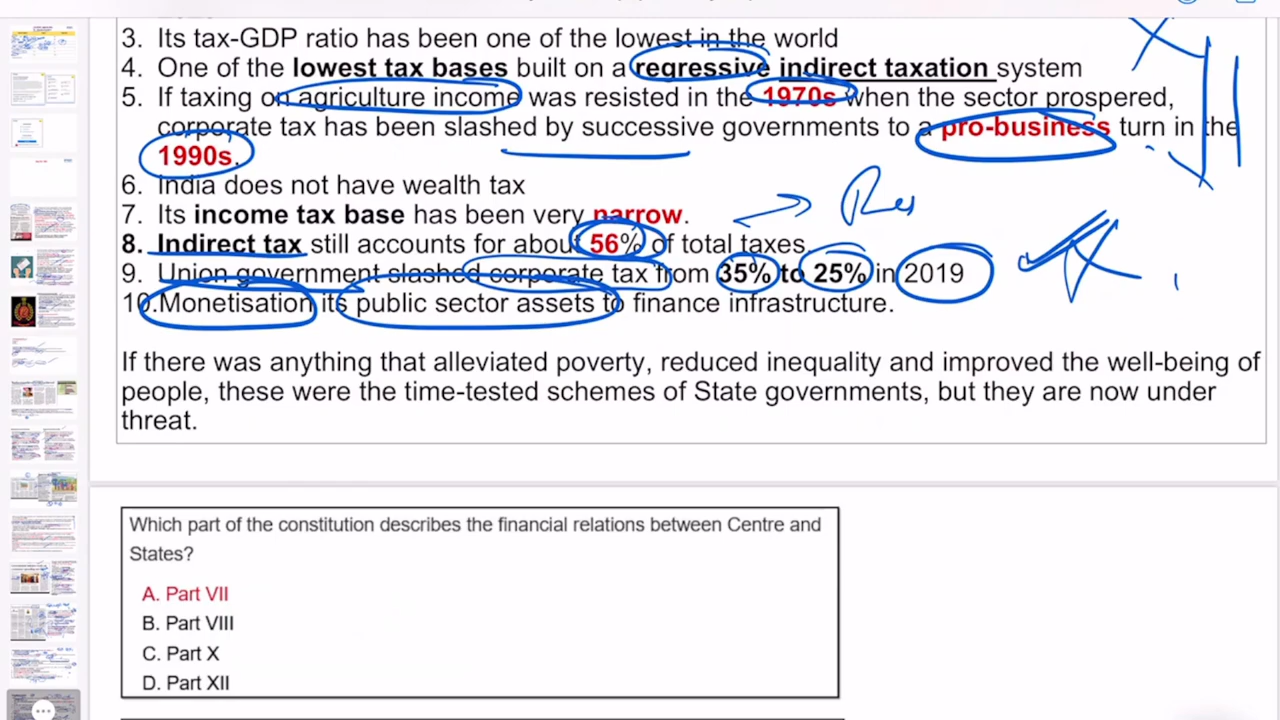 3. Its tax-GDP ratio has been one of the lowest in the world
4. One of the lowest tax bases built on a regressive indirect taxation system
5. If taxing on agriculture income was resisted in the 1970s when the sector prospered,
corporate tax has been slashed by successive governments to a pro-business turn in the
1990s.
6. India does not have wealth tax
7. Its income tax base has been very narrow.
8. Indirect tax still accounts for about 56% of total taxes.
9. Union government slashed corporate tax from 35% to 25% in 2019
10. Monetisation its public sector assets to finance infrastructure.
If there was anything that alleviated poverty, reduced inequality and improved the well-being of
people, these were the time-tested schemes of State governments, but they are now under
threat.
Which part of the constitution describes the financial relations between Centre and
States?
A. Part VII
B. Part VIII
C. Part X
D. Part XII